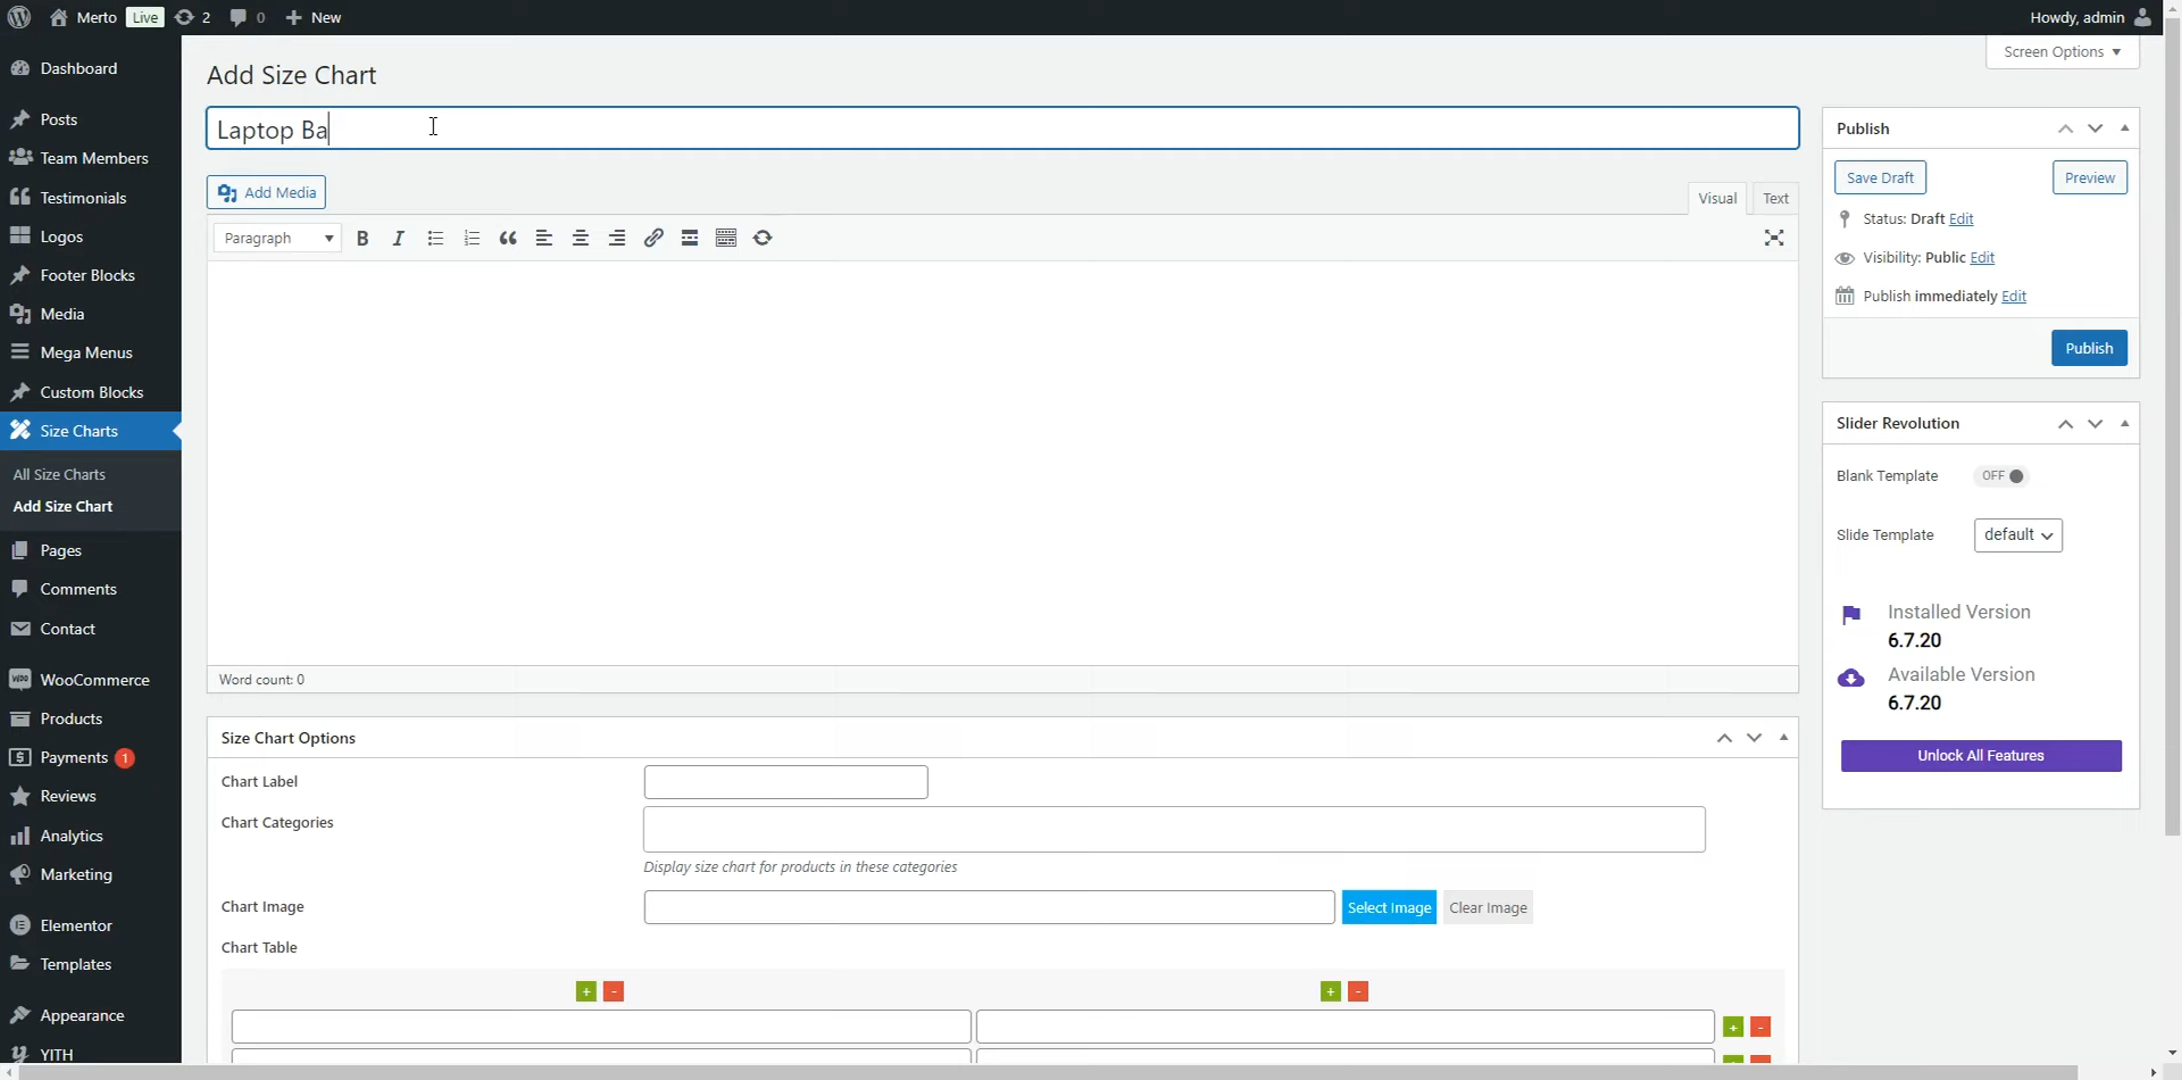 Merto Live 2 0 New
Howdy, admin
Screen Options
Dashboard
Posts
Team Members
Testimonials
Logos
Footer Blocks
Media
Mega Menus
Custom Blocks
Size Charts
All Size Charts
Add Size Chart
Pages
Comments
Contact
WooCommerce
Products
Payments 1
Reviews
Analytics
Marketing
Elementor
Templates
Appearance
YITH
Add Size Chart
Laptop Ba
Add Media
Visual Text
Paragraph
Word count: 0
Size Chart Options
Chart Label
Chart Categories
Display size chart for products in these categories
Chart Image Select Image Clear Image
Chart Table
+ - + -
+ -
Publish
Save Draft Preview
Status: Draft Edit
Visibility: Public Edit
Publish immediately Edit
Publish
Slider Revolution
Blank Template OFF
Slide Template default
Installed Version
6.7.20
Available Version
6.7.20
Unlock All Features